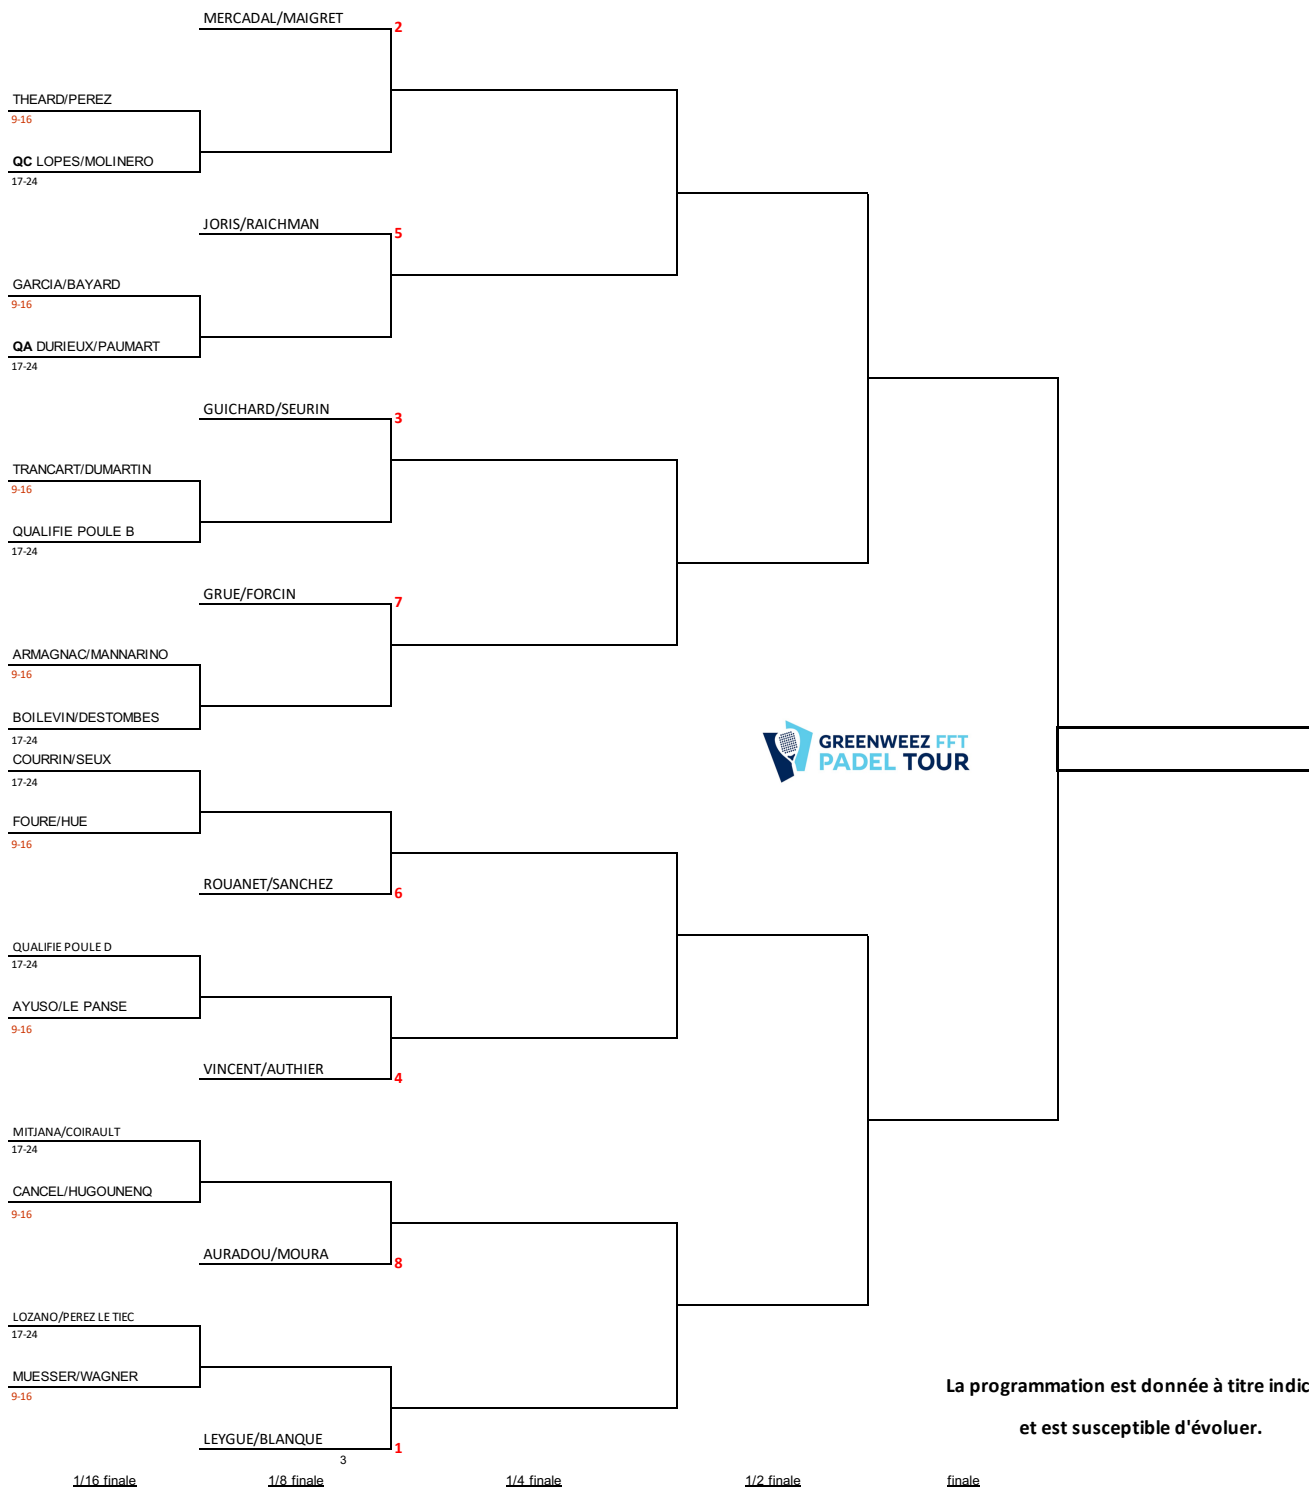 MERCADAL/MAIGRET
2
THEARD/PEREZ
9-16
QC LOPES/MOLINERO
17-24
JORIS/RAICHMAN
5
GARCIA/BAYARD
9-16
QA DURIEUX/PAUMART
17-24
GUICHARD/SEURIN
3
TRANCART/DUMARTIN
9-16
QUALIFIE POULE B
17-24
GRUE/FORCIN
7
ARMAGNAC/MANNARINO
9-16
BOILEVIN/DESTOMBES
17-24
GREENWEEZ FFT
PADEL TOUR
COURRIN/SEUX
17-24
FOURE/HUE
9-16
ROUANET/SANCHEZ
6
QUALIFIE POULE D
17-24
AYUSO/LE PANSE
9-16
VINCENT/AUTHIER
4
MITJANA/COIRAULT
17-24
CANCEL/HUGOUNENQ
9-16
AURADOU/MOURA
8
LOZANO/PEREZ LE TIEC
17-24
MUESSER/WAGNER
9-16
La programmation est donnée à titre indic
et est susceptible d'évoluer.
LEYGUE/BLANQUE
1
3
1/16 finale
1/8 finale
1/4 finale
1/2 finale
finale